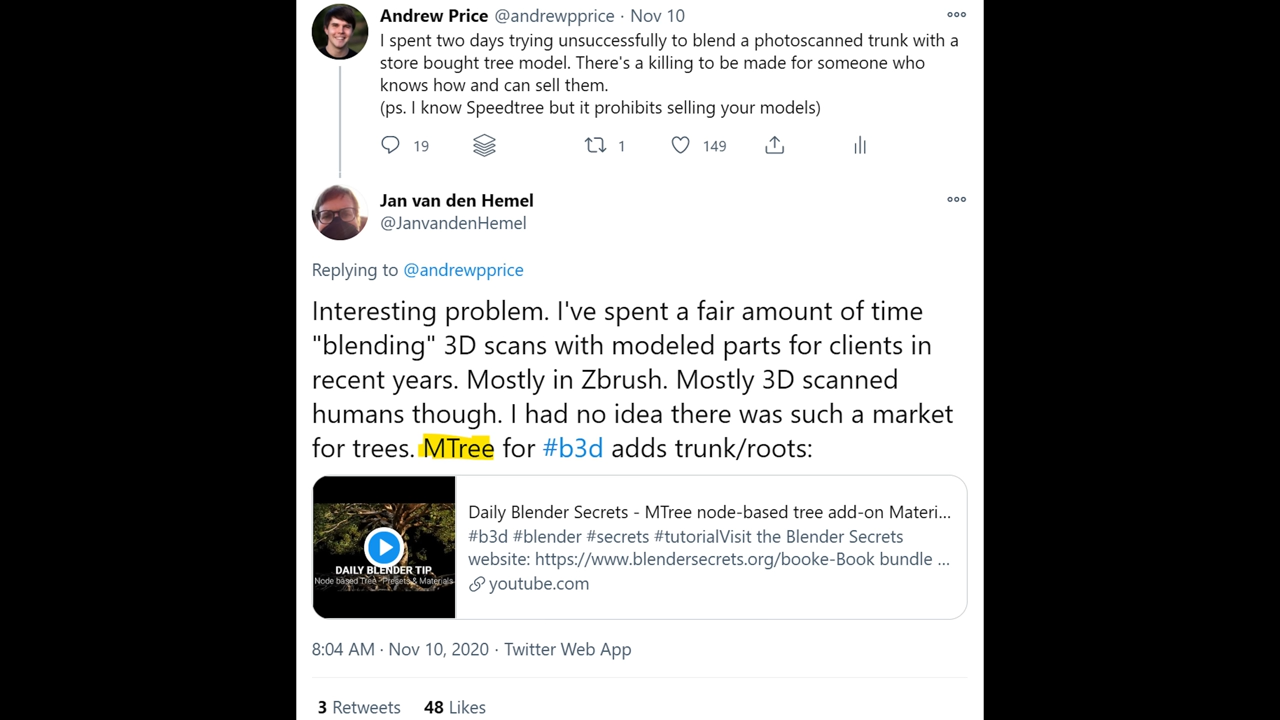 Andrew Price @andrewpprice · Nov 10
I spent two days trying unsuccessfully to blend a photoscanned trunk with a
store bought tree model. There's a killing to be made for someone who
knows how and can sell them.
(ps. I know Speedtree but it prohibits selling your models)
19 1 149
Jan van den Hemel
@JanvandenHemel
Replying to @andrewpprice
Interesting problem. I've spent a fair amount of time
"blending" 3D scans with modeled parts for clients in
recent years. Mostly in Zbrush. Mostly 3D scanned
humans though. I had no idea there was such a market
for trees. MTree for #b3d adds trunk/roots:
Daily Blender Secrets - MTree node-based tree add-on Materi...
#b3d #blender #secrets #tutorialVisit the Blender Secrets
website: https://www.blendersecrets.org/booke-Book bundle ...
youtube.com
DAILY BLENDER TIP
Node based Tree - Presets & Materials
8:04 AM · Nov 10, 2020 · Twitter Web App
3 Retweets 48 Likes